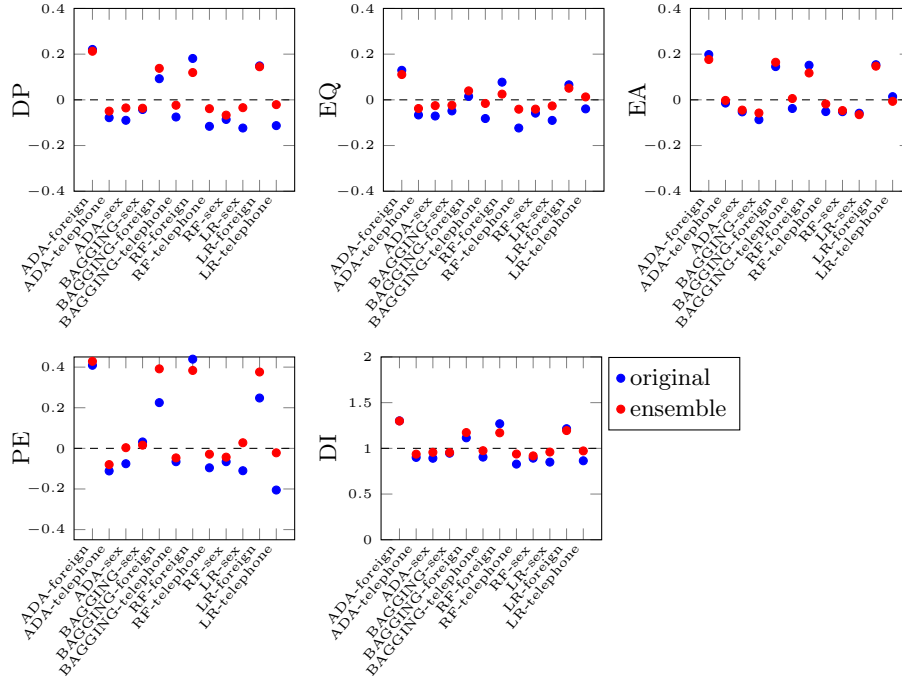 DP
0.4
0.2
0
−0.2
−0.4
ADA-foreign
ADA-telephone
ADA-sex
BAGGING-sex
BAGGING-foreign
BAGGING-telephone
RF-foreign
RF-telephone
RF-sex
LR-sex
LR-foreign
LR-telephone
EQ
0.4
0.2
0
−0.2
−0.4
ADA-foreign
ADA-telephone
ADA-sex
BAGGING-sex
BAGGING-foreign
BAGGING-telephone
RF-foreign
RF-telephone
RF-sex
LR-sex
LR-foreign
LR-telephone
EA
0.4
0.2
0
−0.2
−0.4
ADA-foreign
ADA-telephone
ADA-sex
BAGGING-sex
BAGGING-foreign
BAGGING-telephone
RF-foreign
RF-telephone
RF-sex
LR-sex
LR-foreign
LR-telephone
PE
0.4
0.2
0
−0.2
−0.4
ADA-foreign
ADA-telephone
ADA-sex
BAGGING-sex
BAGGING-foreign
BAGGING-telephone
RF-foreign
RF-telephone
RF-sex
LR-sex
LR-foreign
LR-telephone
DI
2
1.5
1
0.5
0
ADA-foreign
ADA-telephone
ADA-sex
BAGGING-sex
BAGGING-foreign
BAGGING-telephone
RF-foreign
RF-telephone
RF-sex
LR-sex
LR-foreign
LR-telephone
original
ensemble